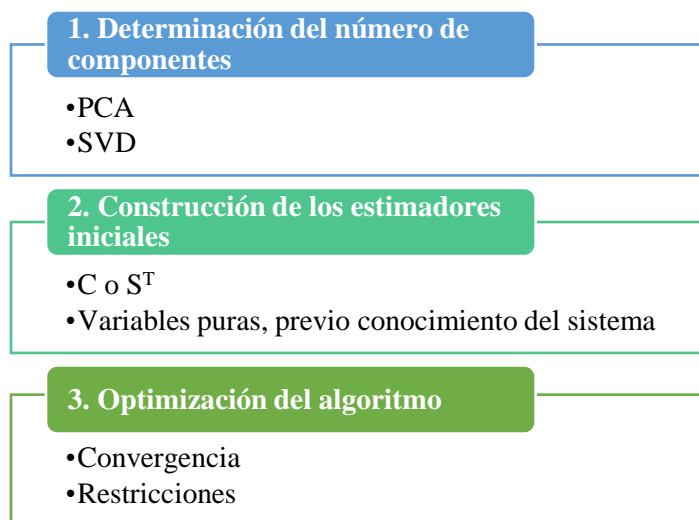 1. Determinación del número de
componentes
•PCA
•SVD
2. Construcción de los estimadores
iniciales
•C o Sᵀ
•Variables puras, previo conocimiento del sistema
3. Optimización del algoritmo
•Convergencia
•Restricciones